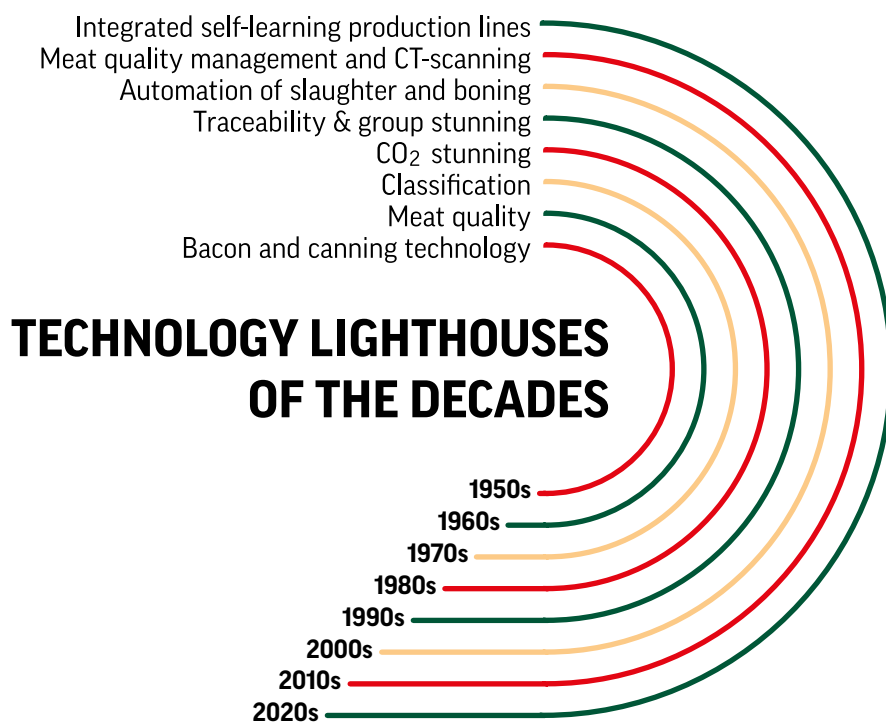 Integrated self-learning production lines
Meat quality management and CT-scanning
Automation of slaughter and boning
Traceability & group stunning
CO₂ stunning
Classification
Meat quality
Bacon and canning technology
TECHNOLOGY LIGHTHOUSES
OF THE DECADES
1950s
1960s
1970s
1980s
1990s
2000s
2010s
2020s